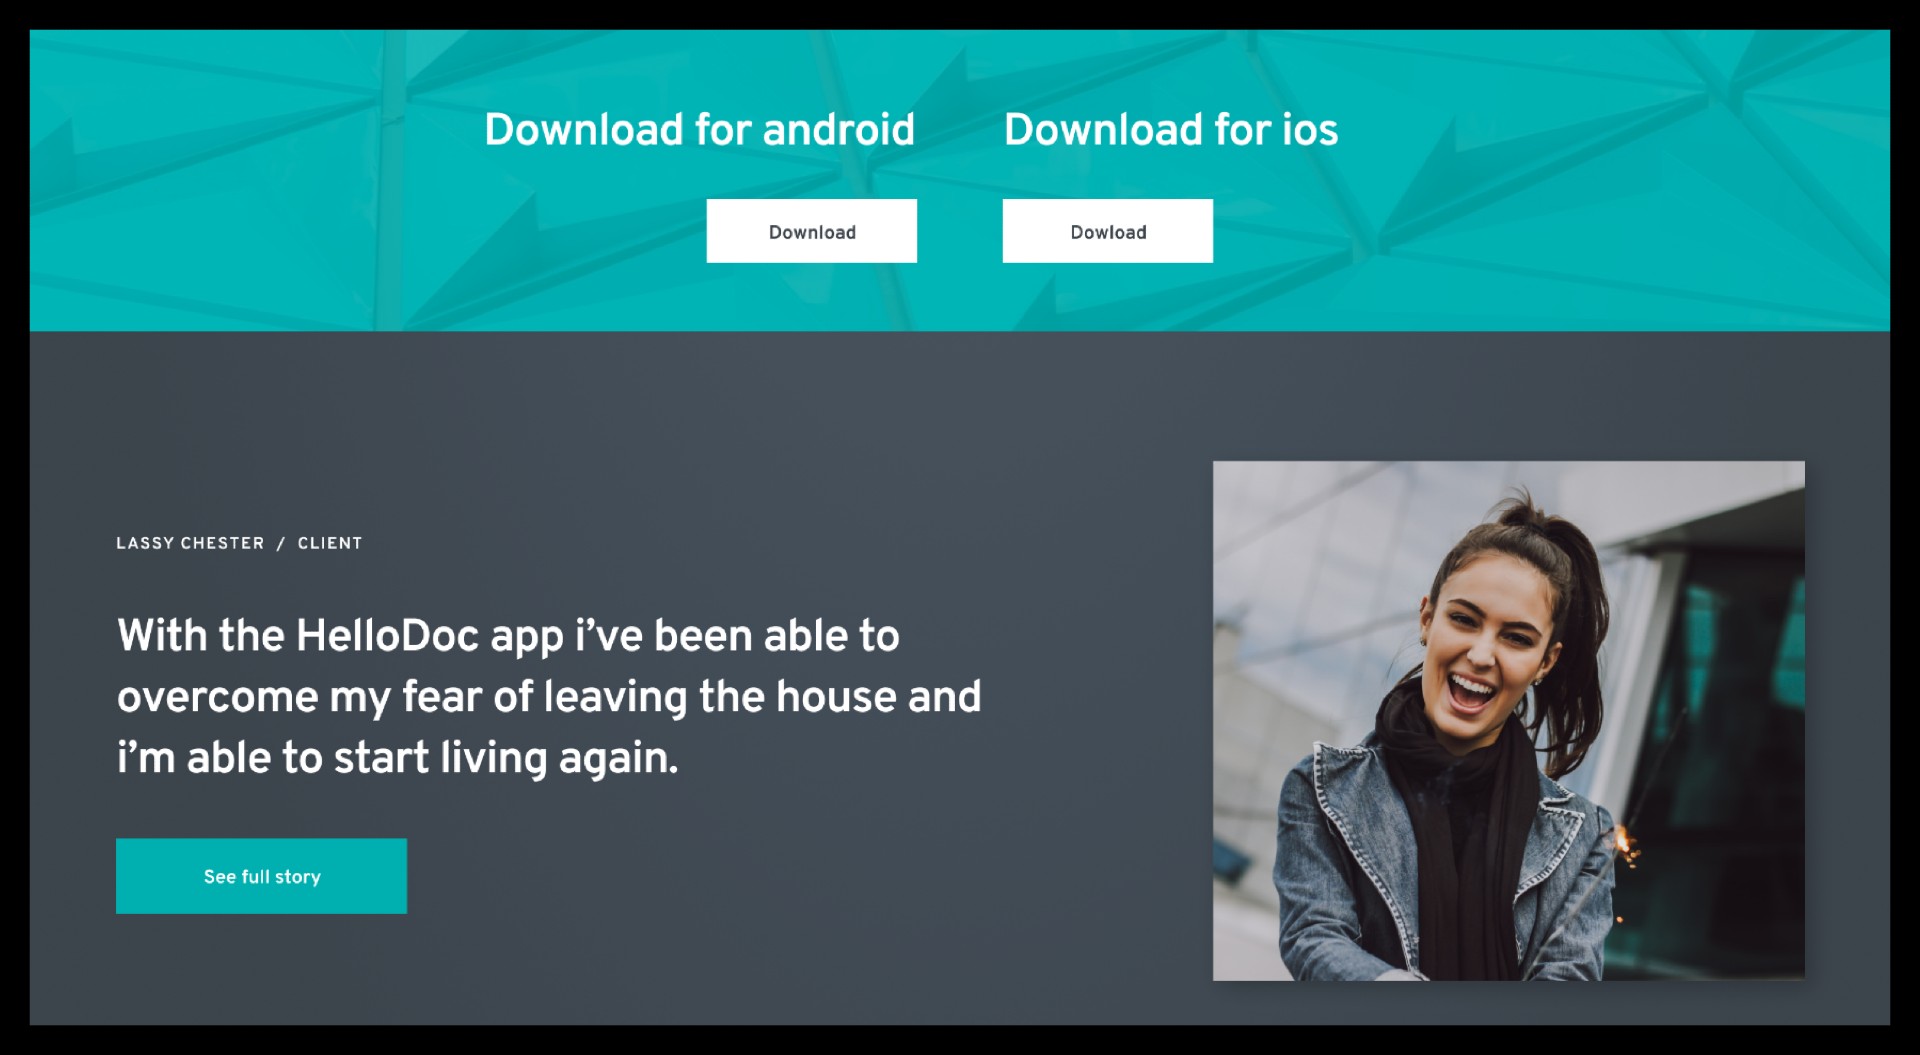 Download for android
Download for ios
Download
Dowload
LASSY CHESTER / CLIENT
With the HelloDoc app i’ve been able to
overcome my fear of leaving the house and
i’m able to start living again.
See full story